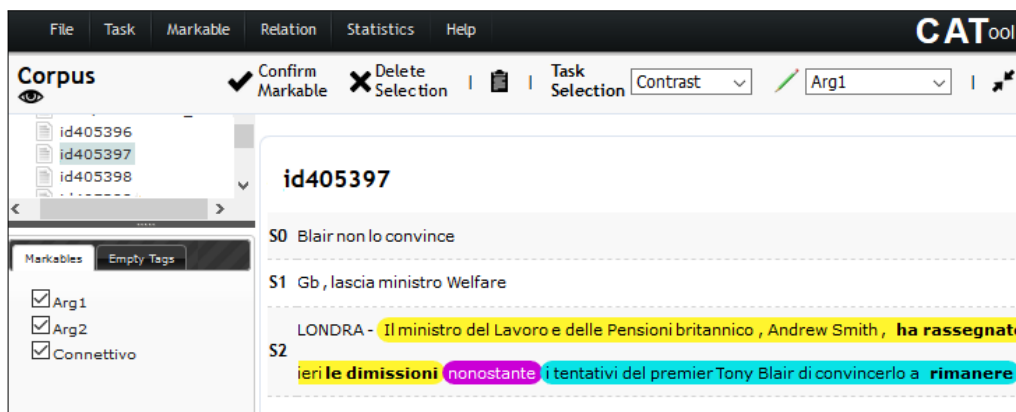 File Task Markable Relation Statistics Help CATool
Corpus
Confirm Markable
Delete Selection
|
|
Task Selection
Contrast
Arg1
|
id405396
id405397
id405398
id405397
S0 Blair non lo convince
Markables Empty Tags
S1 Gb , lascia ministro Welfare
Arg1
Arg2
Connettivo
S2
LONDRA - Il ministro del Lavoro e delle Pensioni britannico , Andrew Smith , ha rassegnato
ieri le dimissioni nonostante i tentativi del premier Tony Blair di convincerlo a rimanere